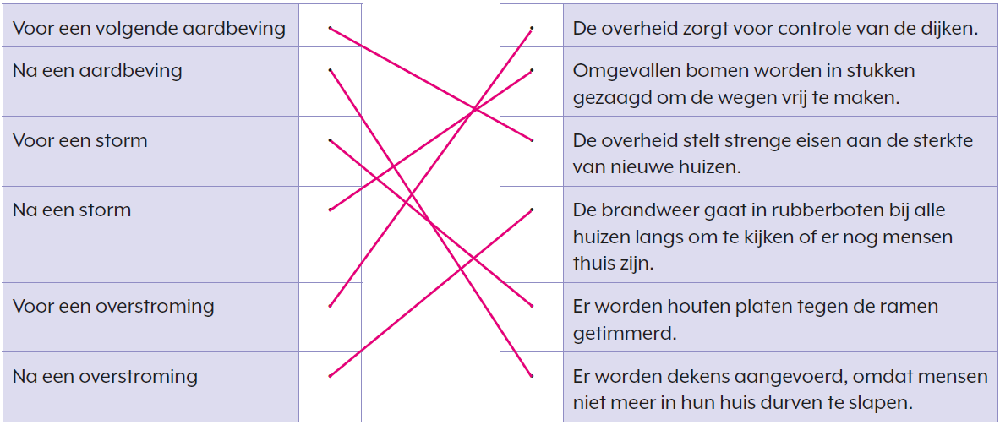 Voor een volgende aardbeving
Na een aardbeving
Voor een storm
Na een storm
Voor een overstroming
Na een overstroming
De overheid zorgt voor controle van de dijken.
Omgevallen bomen worden in stukken
gezaagd om de wegen vrij te maken.
De overheid stelt strenge eisen aan de sterkte
van nieuwe huizen.
De brandweer gaat in rubberboten bij alle
huizen langs om te kijken of er nog mensen
thuis zijn.
Er worden houten platen tegen de ramen
getimmerd.
Er worden dekens aangevoerd, omdat mensen
niet meer in hun huis durven te slapen.